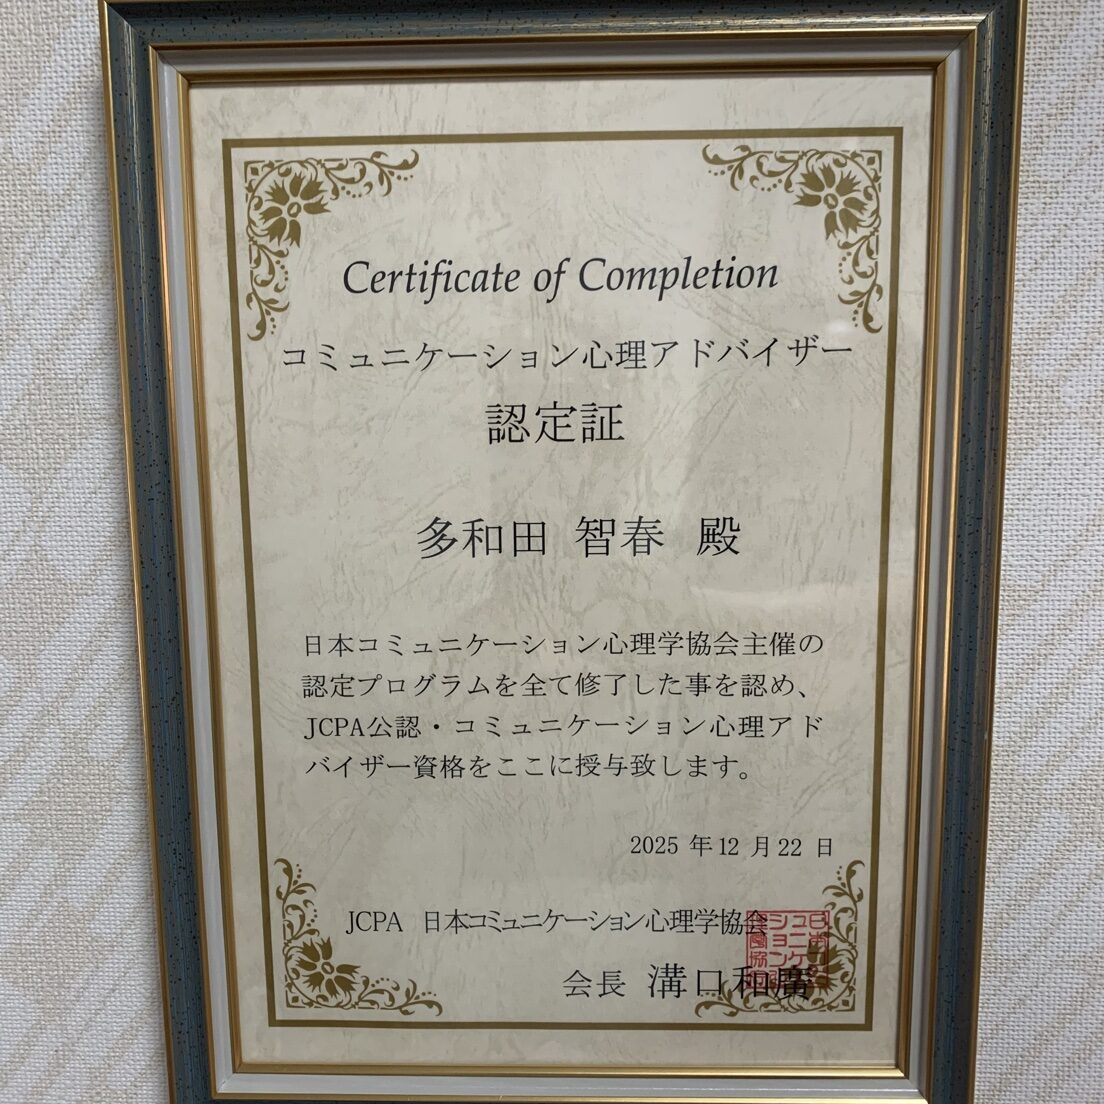 Certificate of Completion
コミュニケーション心理アドバイザー
認定証
多和田 智春 殿
日本コミュニケーション心理学協会主催の
認定プログラムを全て修了した事を認め、
JCPA公認・コミュニケーション心理アド
バイザー資格をここに授与致します。
2025 年 12 月 22 日
JCPA 日本コミュニケーション心理学協会
会長 溝口和廣